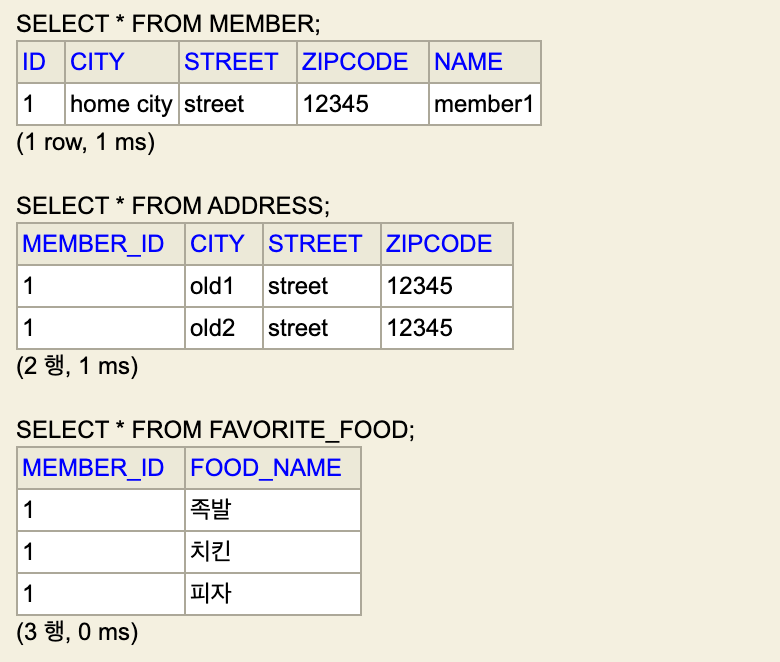 SELECT * FROM MEMBER;
ID CITY STREET ZIPCODE NAME
1 home city street 12345 member1
(1 row, 1 ms)
SELECT * FROM ADDRESS;
MEMBER_ID CITY STREET ZIPCODE
1 old1 street 12345
1 old2 street 12345
(2 행, 1 ms)
SELECT * FROM FAVORITE_FOOD;
MEMBER_ID FOOD_NAME
1 족발
1 치킨
1 피자
(3 행, 0 ms)